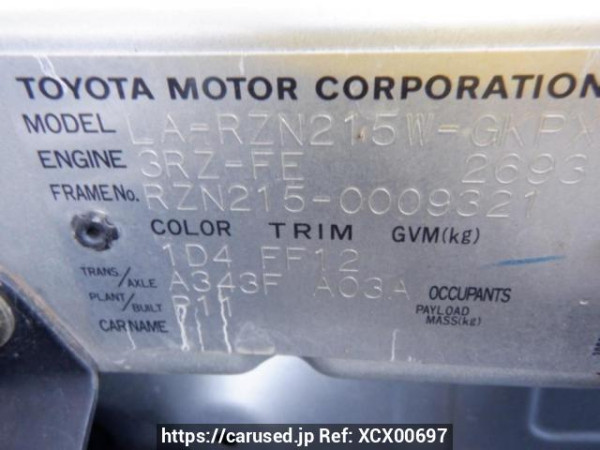 TOYOTA MOTOR CORPORATION
MODEL LA-RZN215W-GKPX
ENGINE 3RZ-FE 2693
FRAME No. RZN215-0009321
COLOR TRIM GVM(kg)
1D4 FF12
TRANS./AXLE A343F A03A OCCUPANTS
PLANT/BUILT P11 PAYLOAD MASS(kg)
CAR NAME
https://carused.jp Ref: XCX00697